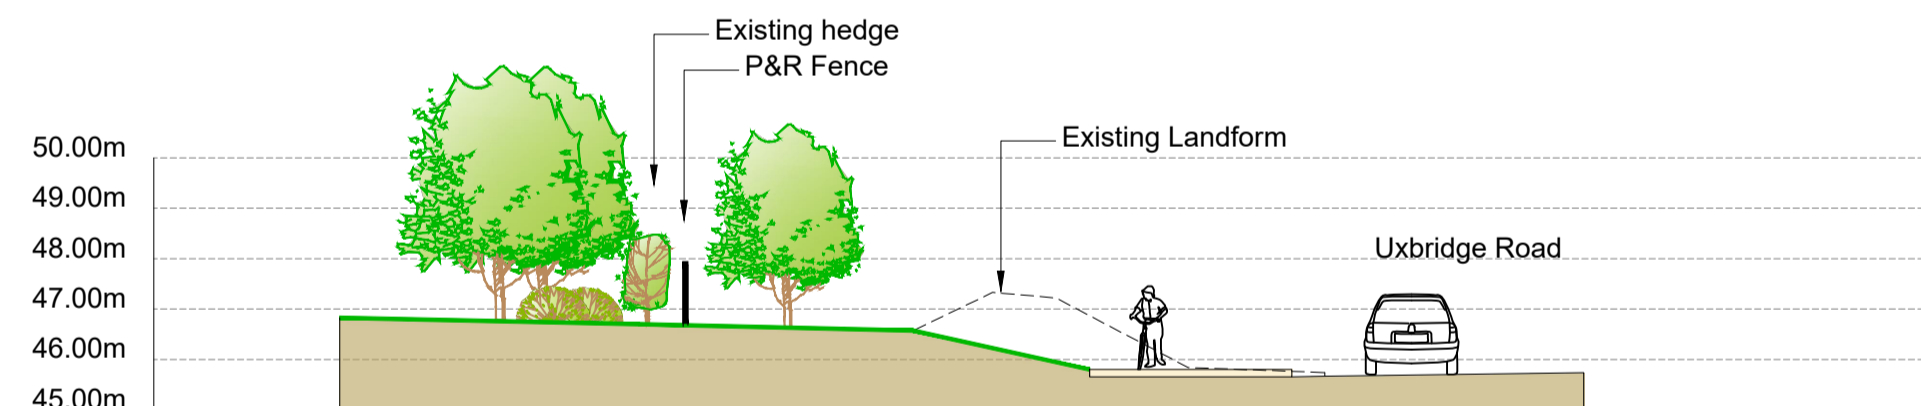 Existing hedge
P&R Fence
Existing Landform
50.00m
49.00m
48.00m
Uxbridge Road
47.00m
46.00m
45.00m